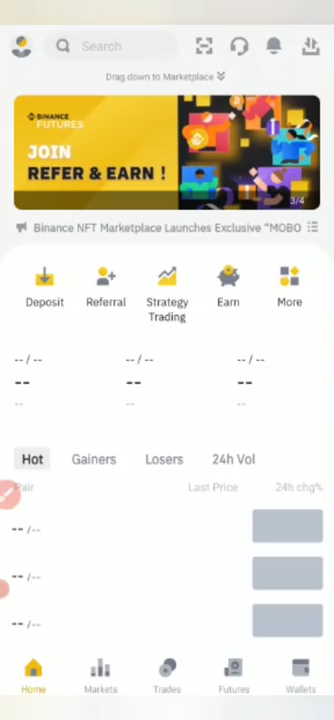 Search
Drag down to Marketplace
BINANCE
FUTURES
JOIN
REFER & EARN !
3/4
Binance NFT Marketplace Launches Exclusive "MOBO
Deposit
Referral
Strategy
Trading
Earn
More
-- / -- -- / -- -- / --
-- -- --
-- -- --
Hot Gainers Losers 24h Vol
Pair Last Price 24h chg%
-- /--
-- /--
-- /--
Home Markets Trades Futures Wallets